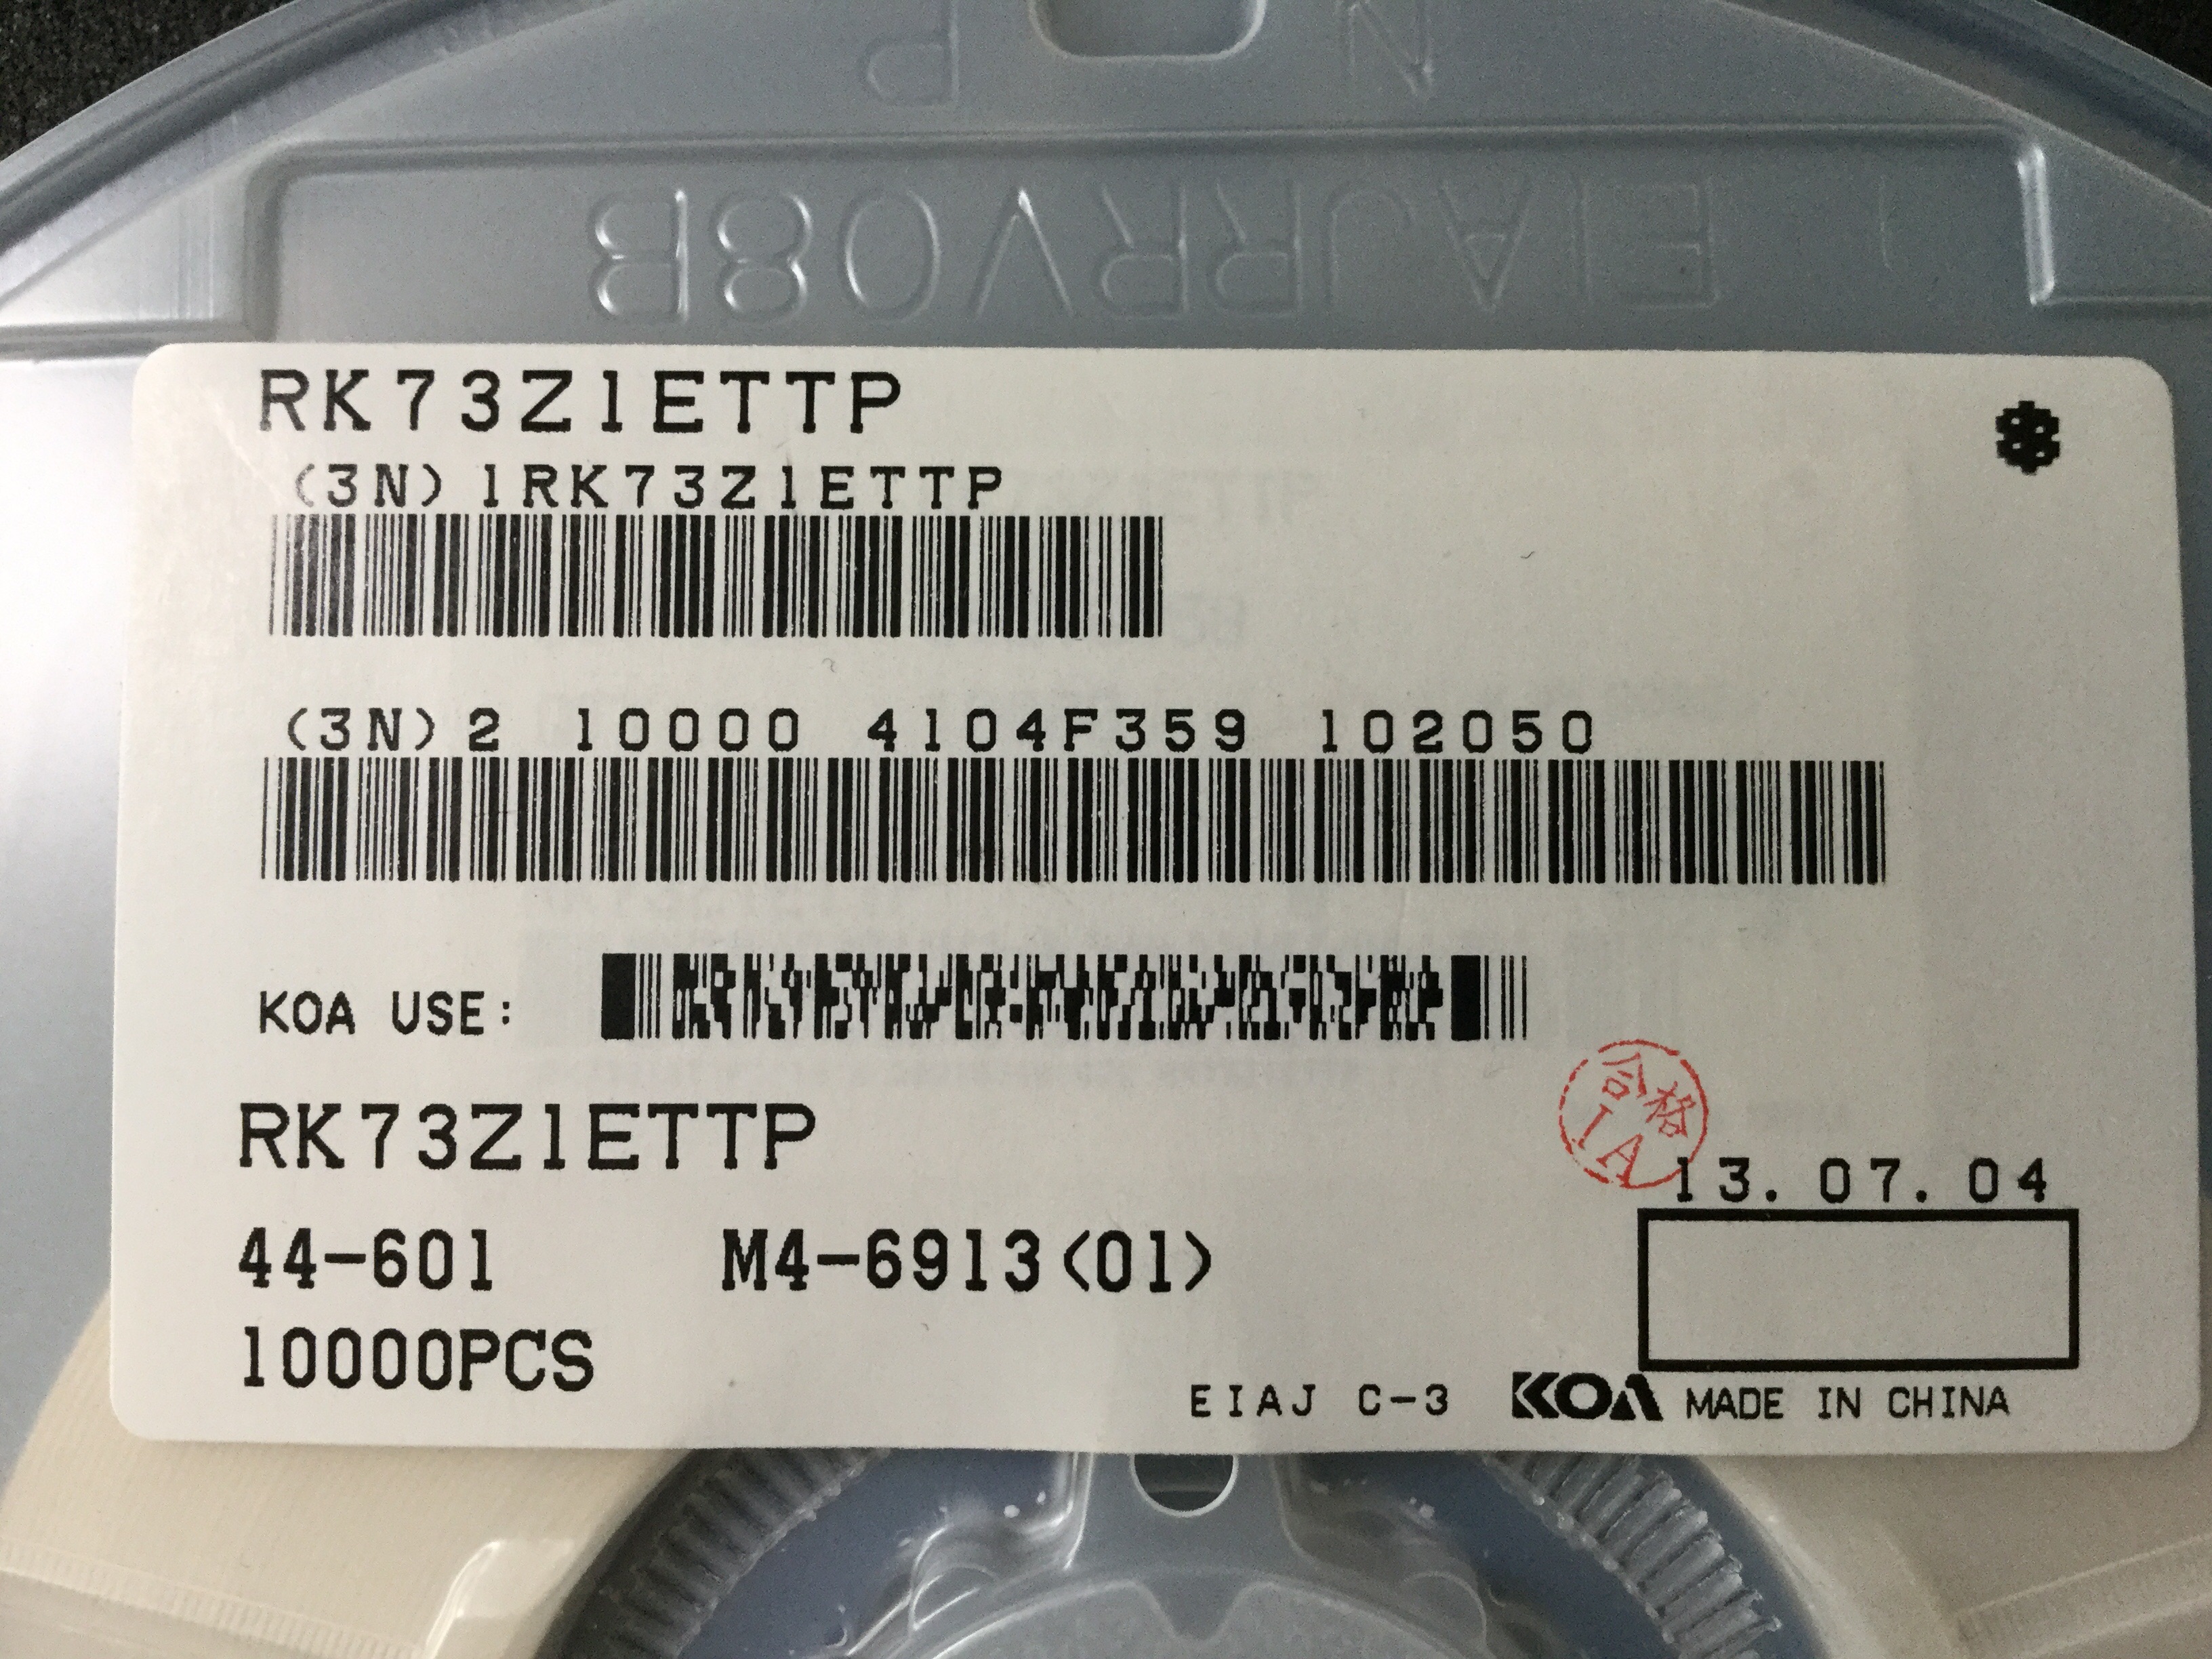 N P
EIAJRRV08B
RK73Z1ETTP
(3N)1RK73Z1ETTP
(3N)2 10000 4104F359 102050
KOA USE:
合格
IA
RK73Z1ETTP
13.07.04
44-601 M4-6913(01)
10000PCS
EIAJ C-3 KOA MADE IN CHINA